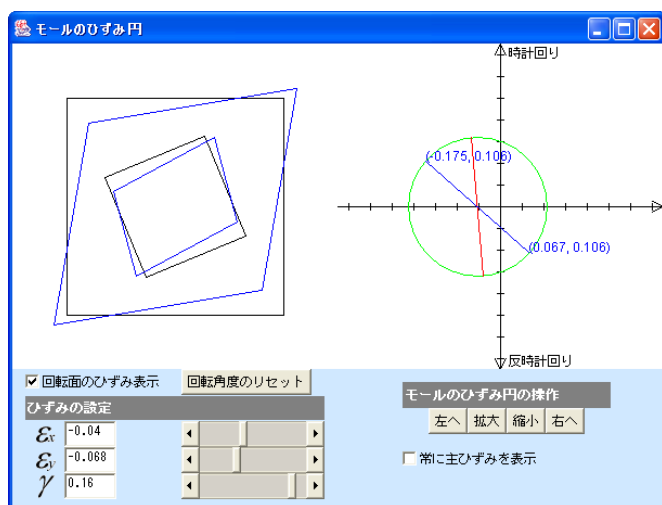 モールのひずみ円
時計回り
(-0.175, 0.106)
(0.067, 0.106)
反時計回り
回転面のひずみ表示
回転角度のリセット
ひずみの設定
εx -0.04
εy -0.068
γ 0.16
モールのひずみ円の操作
左へ 拡大 縮小 右へ
常に主ひずみを表示